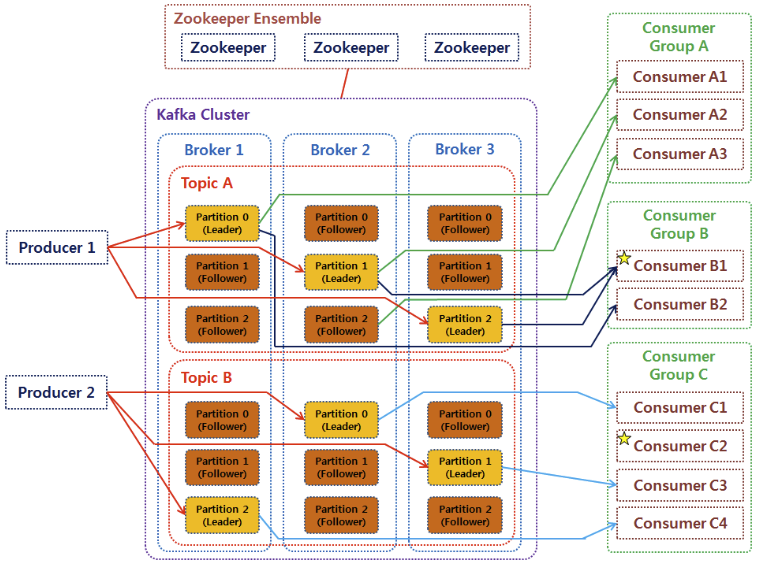 Zookeeper Ensemble
Zookeeper
Zookeeper
Zookeeper
Kafka Cluster
Broker 1
Broker 2
Broker 3
Topic A
Partition 0
(Leader)
Partition 0
(Follower)
Partition 0
(Follower)
Partition 1
(Follower)
Partition 1
(Leader)
Partition 1
(Follower)
Partition 2
(Follower)
Partition 2
(Follower)
Partition 2
(Leader)
Topic B
Partition 0
(Follower)
Partition 0
(Leader)
Partition 0
(Follower)
Partition 1
(Follower)
Partition 1
(Follower)
Partition 1
(Leader)
Partition 2
(Leader)
Partition 2
(Follower)
Partition 2
(Follower)
Producer 1
Producer 2
Consumer
Group A
Consumer A1
Consumer A2
Consumer A3
Consumer
Group B
Consumer B1
Consumer B2
Consumer
Group C
Consumer C1
Consumer C2
Consumer C3
Consumer C4